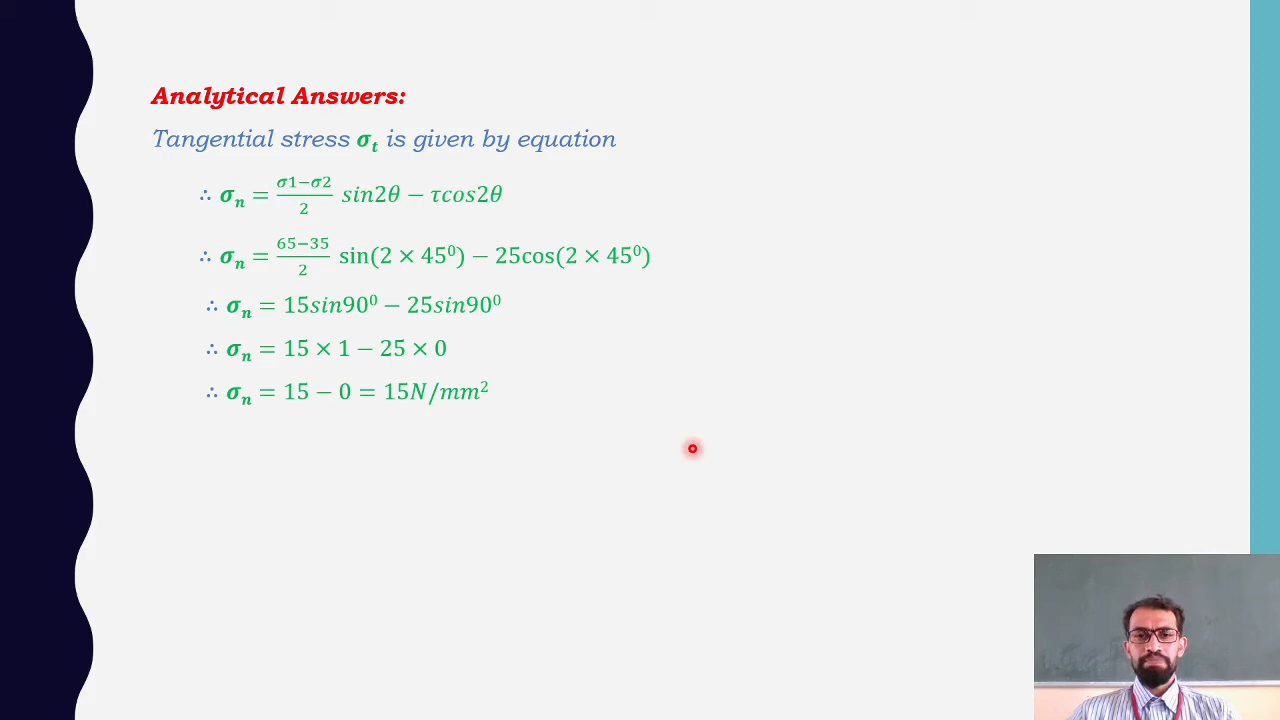 Analytical Answers:
Tangential stress σₜ is given by equation
∴ σₙ = (σ1−σ2)/2 sin2θ − τcos2θ
∴ σₙ = (65−35)/2 sin(2 × 45⁰) − 25cos(2 × 45⁰)
∴ σₙ = 15sin90⁰ − 25sin90⁰
∴ σₙ = 15 × 1 − 25 × 0
∴ σₙ = 15 − 0 = 15N/mm²